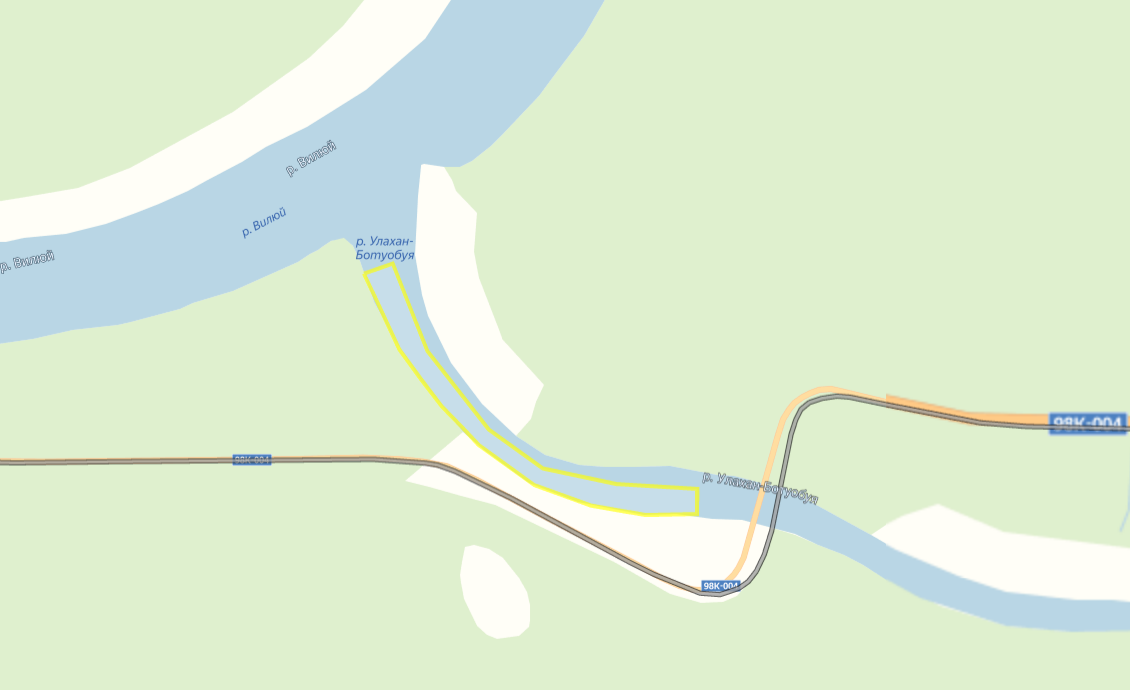 р. Вилюй
р. Вилюй
р. Улахан-
Ботуобуя
р. Вилюй
98К-004
98К-004
р. Улахан-Ботуобуя
98К-004